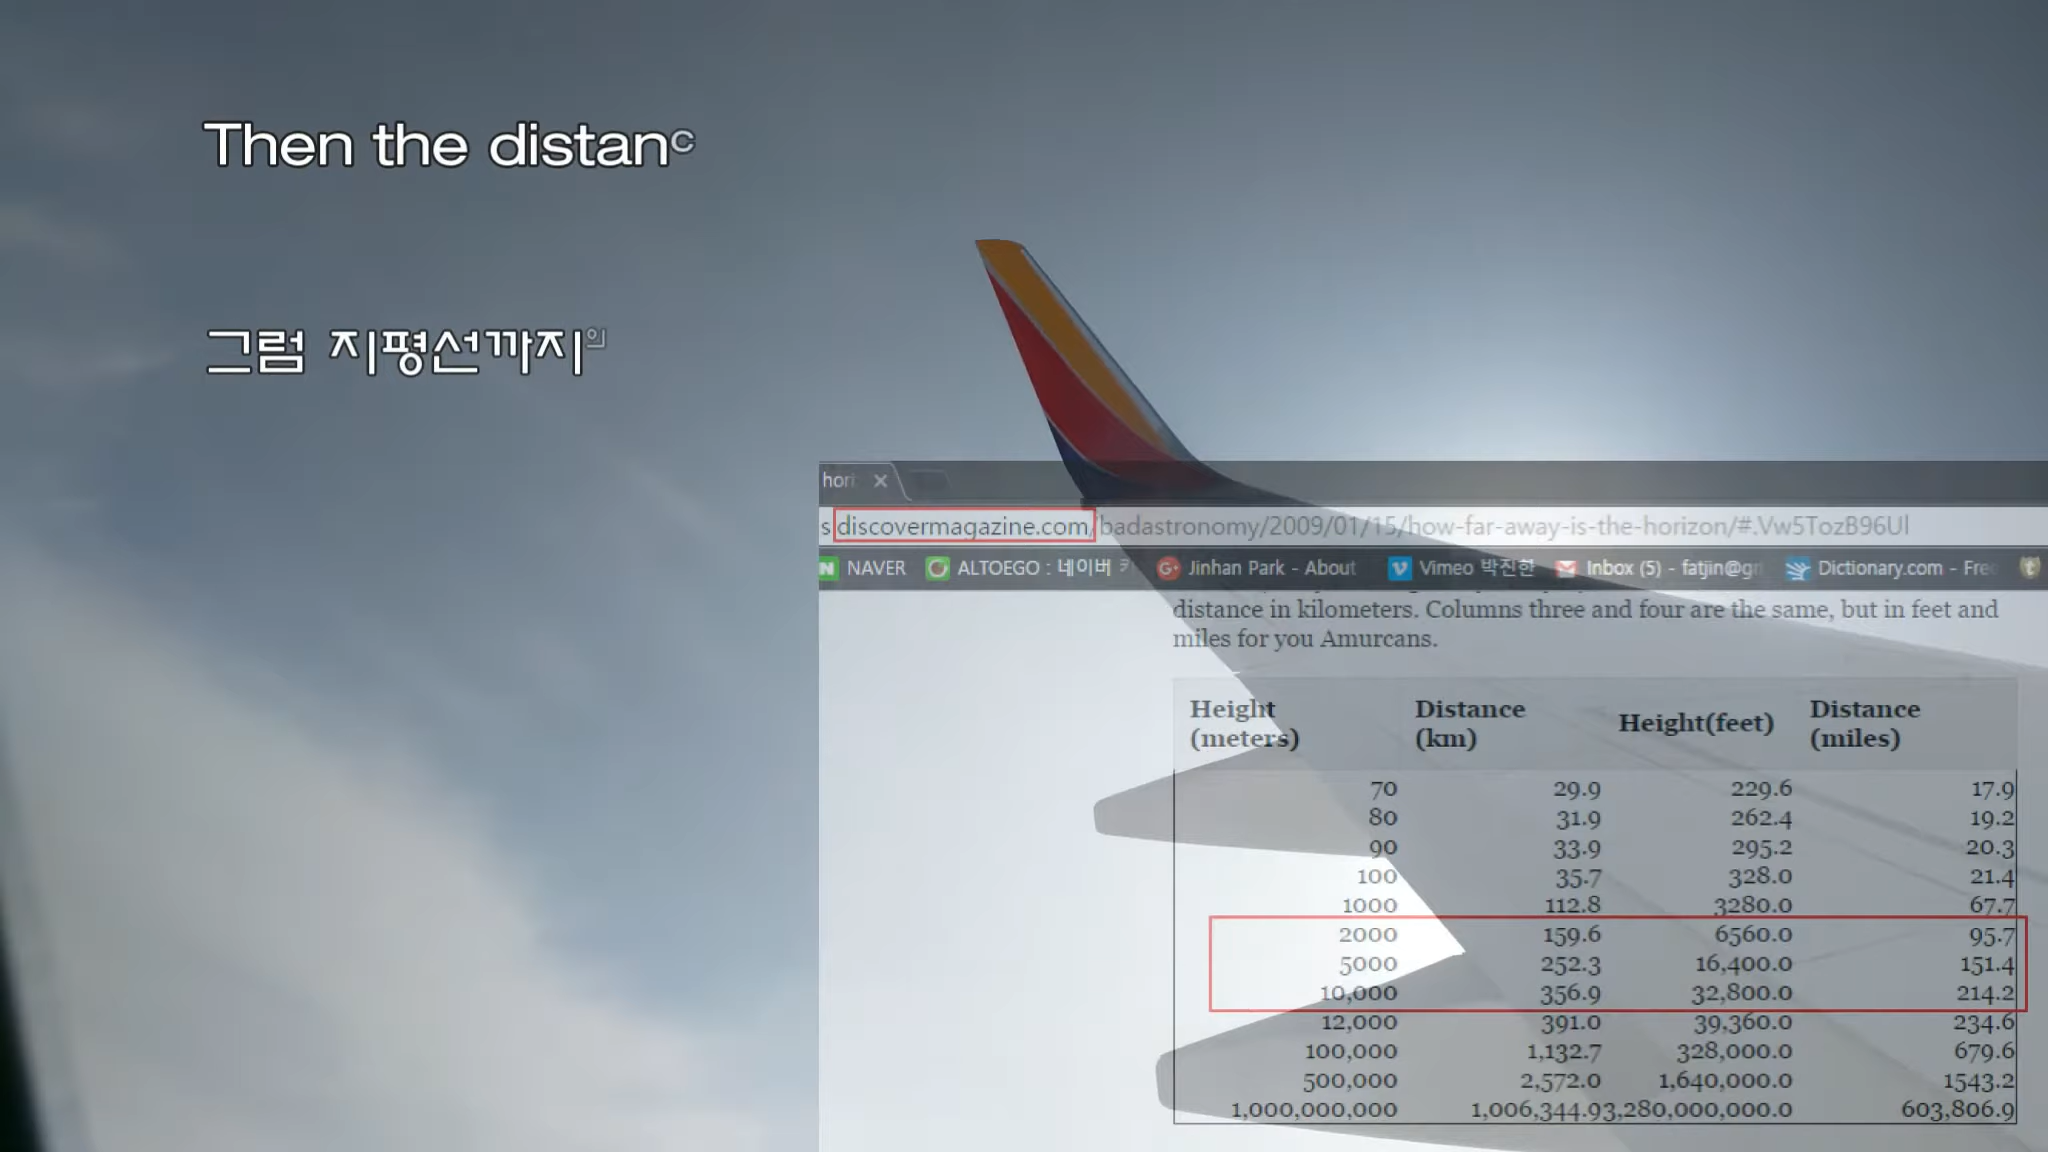 Then the distanc
그럼 지평선까지의
hori
s.discovermagazine.com/badastronomy/2009/01/15/how-far-away-is-the-horizon/#.Vw5TozB96Ul
NAVER ALTOEGO : 네이버 Jinhan Park - About Vimeo 박진한 Inbox (5) - fatjin@gm Dictionary.com - Free
distance in kilometers. Columns three and four are the same, but in feet and
miles for you Amurcans.
Height (meters) Distance (km) Height(feet) Distance (miles)
70 29.9 229.6 17.9
80 31.9 262.4 19.2
90 33.9 295.2 20.3
100 35.7 328.0 21.4
1000 112.8 3280.0 67.7
2000 159.6 6560.0 95.7
5000 252.3 16,400.0 151.4
10,000 356.9 32,800.0 214.2
12,000 391.0 39,360.0 234.6
100,000 1,132.7 328,000.0 679.6
500,000 2,572.0 1,640,000.0 1543.2
1,000,000,000 1,006,344.9 3,280,000,000.0 603,806.9